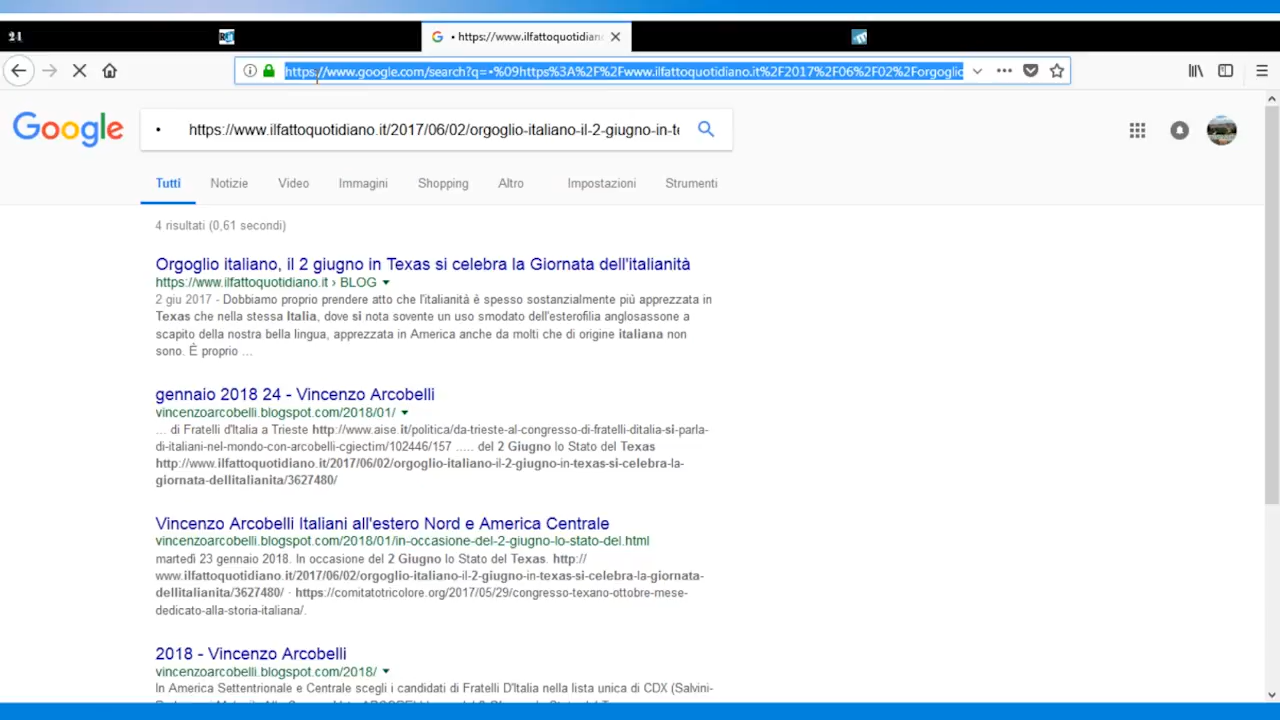 21
• https://www.ilfattoquotidian
https://www.google.com/search?q=•%09https%3A%2F%2Fwww.ilfattoquotidiano.it%2F2017%2F06%2F02%2Forgoglio
Google
• https://www.ilfattoquotidiano.it/2017/06/02/orgoglio-italiano-il-2-giugno-in-te
Tutti Notizie Video Immagini Shopping Altro Impostazioni Strumenti
4 risultati (0,61 secondi)
Orgoglio italiano, il 2 giugno in Texas si celebra la Giornata dell'italianità
https://www.ilfattoquotidiano.it › BLOG
2 giu 2017 - Dobbiamo proprio prendere atto che l'italianità è spesso sostanzialmente più apprezzata in
Texas che nella stessa Italia, dove si nota sovente un uso smodato dell'esterofilia anglosassone a
scapito della nostra bella lingua, apprezzata in America anche da molti che di origine italiana non
sono. È proprio ...
gennaio 2018 24 - Vincenzo Arcobelli
vincenzoarcobelli.blogspot.com/2018/01/
... di Fratelli d'Italia a Trieste http://www.aise.it/politica/da-trieste-al-congresso-di-fratelli-ditalia-si-parla-
di-italiani-nel-mondo-con-arcobelli-cgiectim/102446/157 ..... del 2 Giugno lo Stato del Texas
http://www.ilfattoquotidiano.it/2017/06/02/orgoglio-italiano-il-2-giugno-in-texas-si-celebra-la-
giornata-dellitalianita/3627480/
Vincenzo Arcobelli Italiani all'estero Nord e America Centrale
vincenzoarcobelli.blogspot.com/2018/01/in-occasione-del-2-giugno-lo-stato-del.html
martedì 23 gennaio 2018. In occasione del 2 Giugno lo Stato del Texas. http://
www.ilfattoquotidiano.it/2017/06/02/orgoglio-italiano-il-2-giugno-in-texas-si-celebra-la-giornata-
dellitalianita/3627480/ · https://comitatotricolore.org/2017/05/29/congresso-texano-ottobre-mese-
dedicato-alla-storia-italiana/.
2018 - Vincenzo Arcobelli
vincenzoarcobelli.blogspot.com/2018/
In America Settentrionale e Centrale scegli i candidati di Fratelli D'Italia nella lista unica di CDX (Salvini-